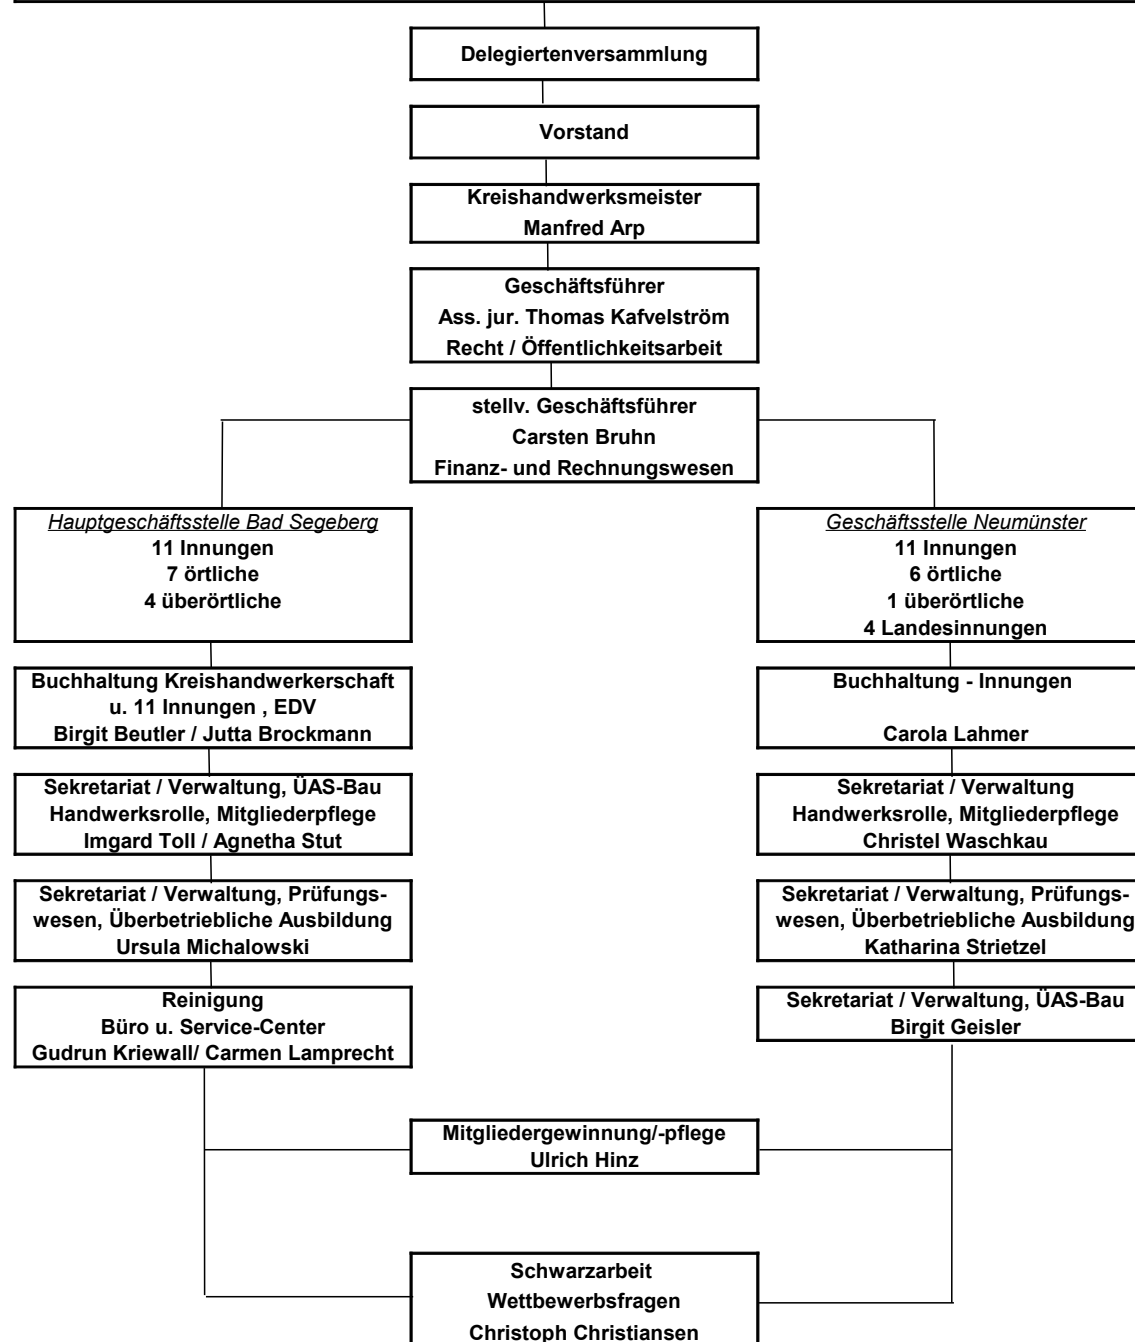 Delegiertenversammlung
Vorstand
Kreishandwerksmeister
Manfred Arp
Geschäftsführer
Ass. jur. Thomas Kafvelström
Recht / Öffentlichkeitsarbeit
stellv. Geschäftsführer
Carsten Bruhn
Finanz- und Rechnungswesen
Hauptgeschäftsstelle Bad Segeberg
11 Innungen
7 örtliche
4 überörtliche
Buchhaltung Kreishandwerkerschaft
u. 11 Innungen , EDV
Birgit Beutler / Jutta Brockmann
Sekretariat / Verwaltung, ÜAS-Bau
Handwerksrolle, Mitgliederpflege
Imgard Toll / Agnetha Stut
Sekretariat / Verwaltung, Prüfungs-
wesen, Überbetriebliche Ausbildung
Ursula Michalowski
Reinigung
Büro u. Service-Center
Gudrun Kriewall/ Carmen Lamprecht
Geschäftsstelle Neumünster
11 Innungen
6 örtliche
1 überörtliche
4 Landesinnungen
Buchhaltung - Innungen
Carola Lahmer
Sekretariat / Verwaltung
Handwerksrolle, Mitgliederpflege
Christel Waschkau
Sekretariat / Verwaltung, Prüfungs-
wesen, Überbetriebliche Ausbildung
Katharina Strietzel
Sekretariat / Verwaltung, ÜAS-Bau
Birgit Geisler
Mitgliedergewinnung/-pflege
Ulrich Hinz
Schwarzarbeit
Wettbewerbsfragen
Christoph Christiansen